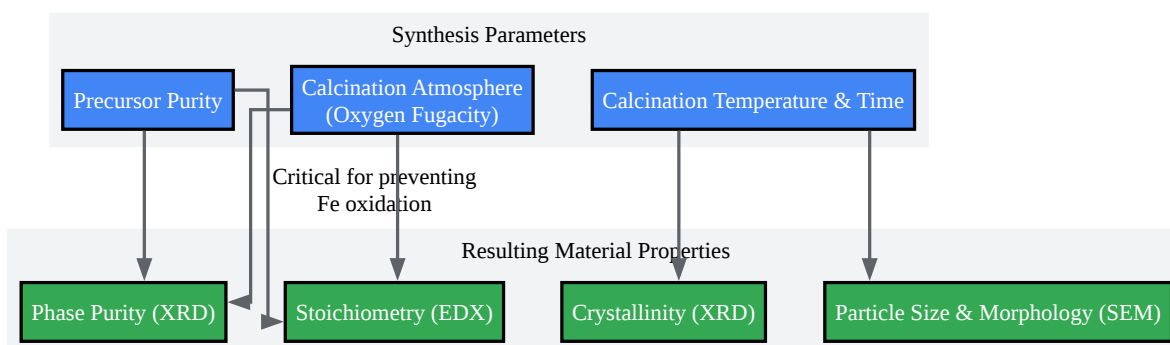 Synthesis Parameters
Precursor Purity
Calcination Atmosphere
(Oxygen Fugacity)
Calcination Temperature & Time
Critical for preventing
Fe oxidation
Resulting Material Properties
Phase Purity (XRD)
Stoichiometry (EDX)
Crystallinity (XRD)
Particle Size & Morphology (SEM)